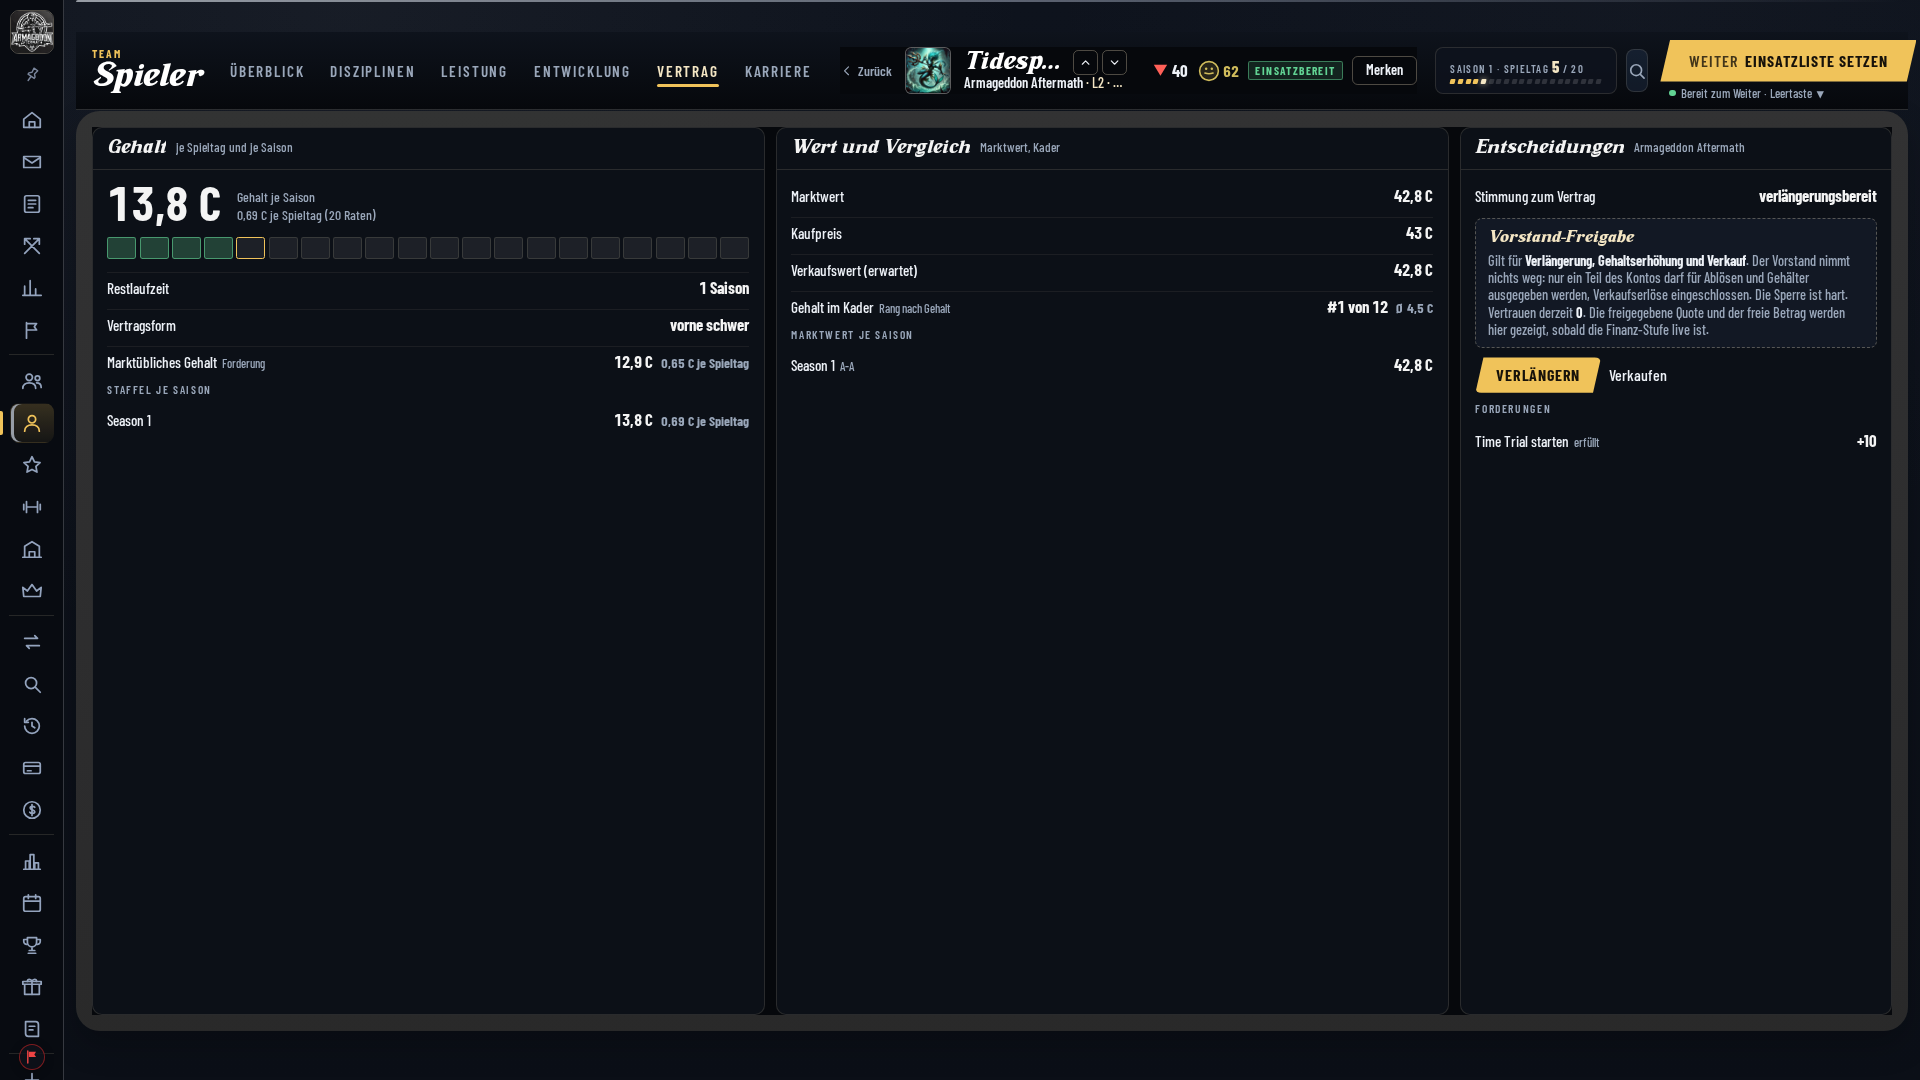 ARMAGEDDON
TEAM
Spieler
ÜBERBLICK
DISZIPLINEN
LEISTUNG
ENTWICKLUNG
VERTRAG
KARRIERE
Zurück
Tidesp...
Armageddon Aftermath · L2 · ...
40
62
EINSATZBEREIT
Merken
SAISON 1 · SPIELTAG 5 / 20
WEITER EINSATZLISTE SETZEN
Bereit zum Weiter · Leertaste ▼
Gehalt je Spieltag und je Saison
13,8 C
Gehalt je Saison
0,69 C je Spieltag (20 Raten)
Restlaufzeit 1 Saison
Vertragsform vorne schwer
Marktübliches Gehalt Forderung 12,9 C 0,65 C je Spieltag
STAFFEL JE SAISON
Season 1 13,8 C 0,69 C je Spieltag
Wert und Vergleich Marktwert, Kader
Marktwert 42,8 C
Kaufpreis 43 C
Verkaufswert (erwartet) 42,8 C
Gehalt im Kader Rang nach Gehalt #1 von 12 Ø 4,5 C
MARKTWERT JE SAISON
Season 1 A-A 42,8 C
Entscheidungen Armageddon Aftermath
Stimmung zum Vertrag verlängerungsbereit
Vorstand-Freigabe
Gilt für Verlängerung, Gehaltserhöhung und Verkauf. Der Vorstand nimmt
nichts weg: nur ein Teil des Kontos darf für Ablösen und Gehälter
ausgegeben werden, Verkaufserlöse eingeschlossen. Die Sperre ist hart.
Vertrauen derzeit 0. Die freigegebene Quote und der freie Betrag werden
hier gezeigt, sobald die Finanz-Stufe live ist.
VERLÄNGERN
Verkaufen
FORDERUNGEN
Time Trial starten erfüllt +10